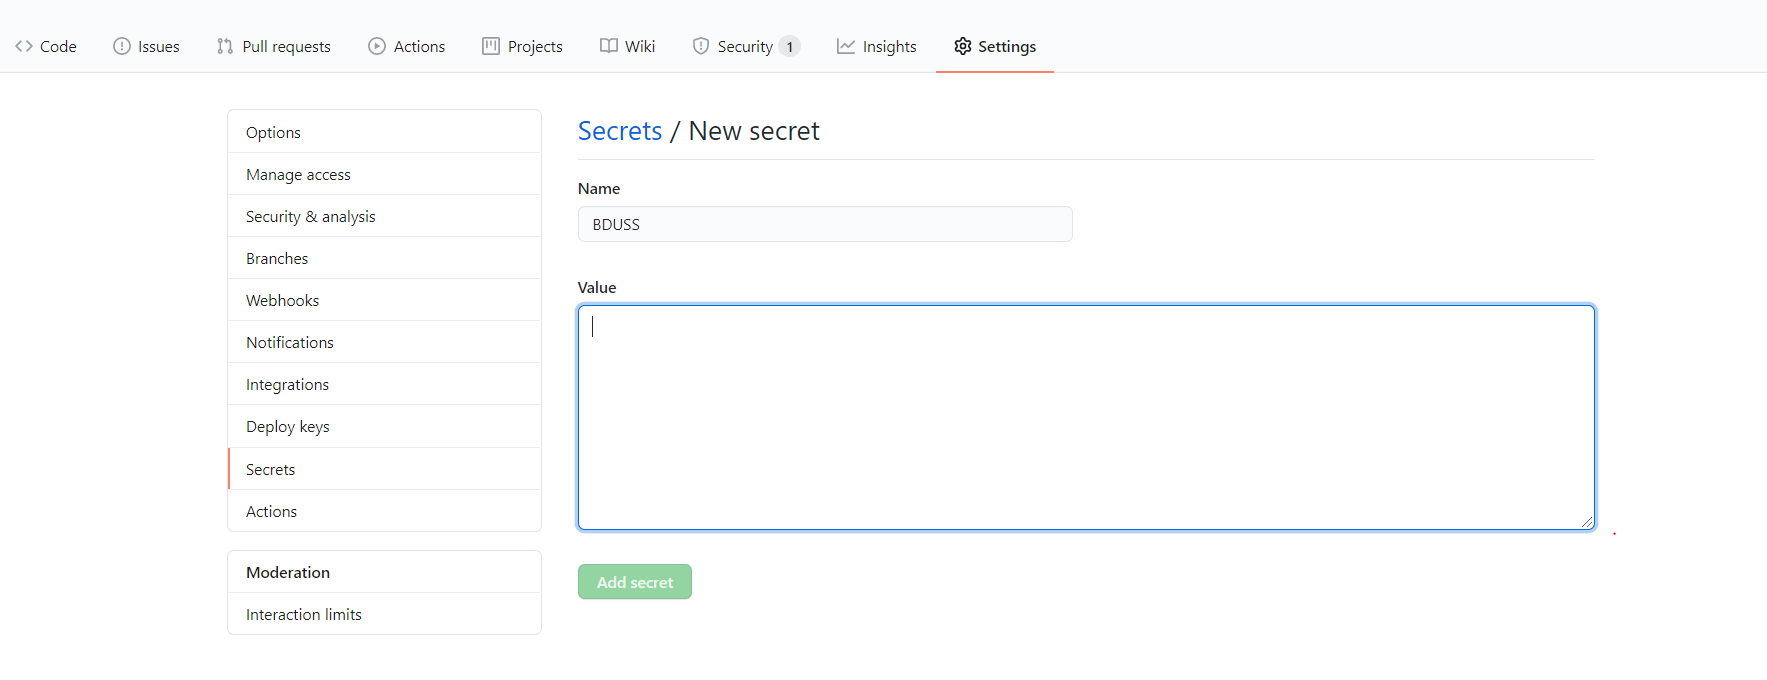 Code Issues Pull requests Actions Projects Wiki Security 1 Insights Settings
Options
Manage access
Security & analysis
Branches
Webhooks
Notifications
Integrations
Deploy keys
Secrets
Actions
Moderation
Interaction limits
Secrets / New secret
Name
BDUSS
Value
Add secret